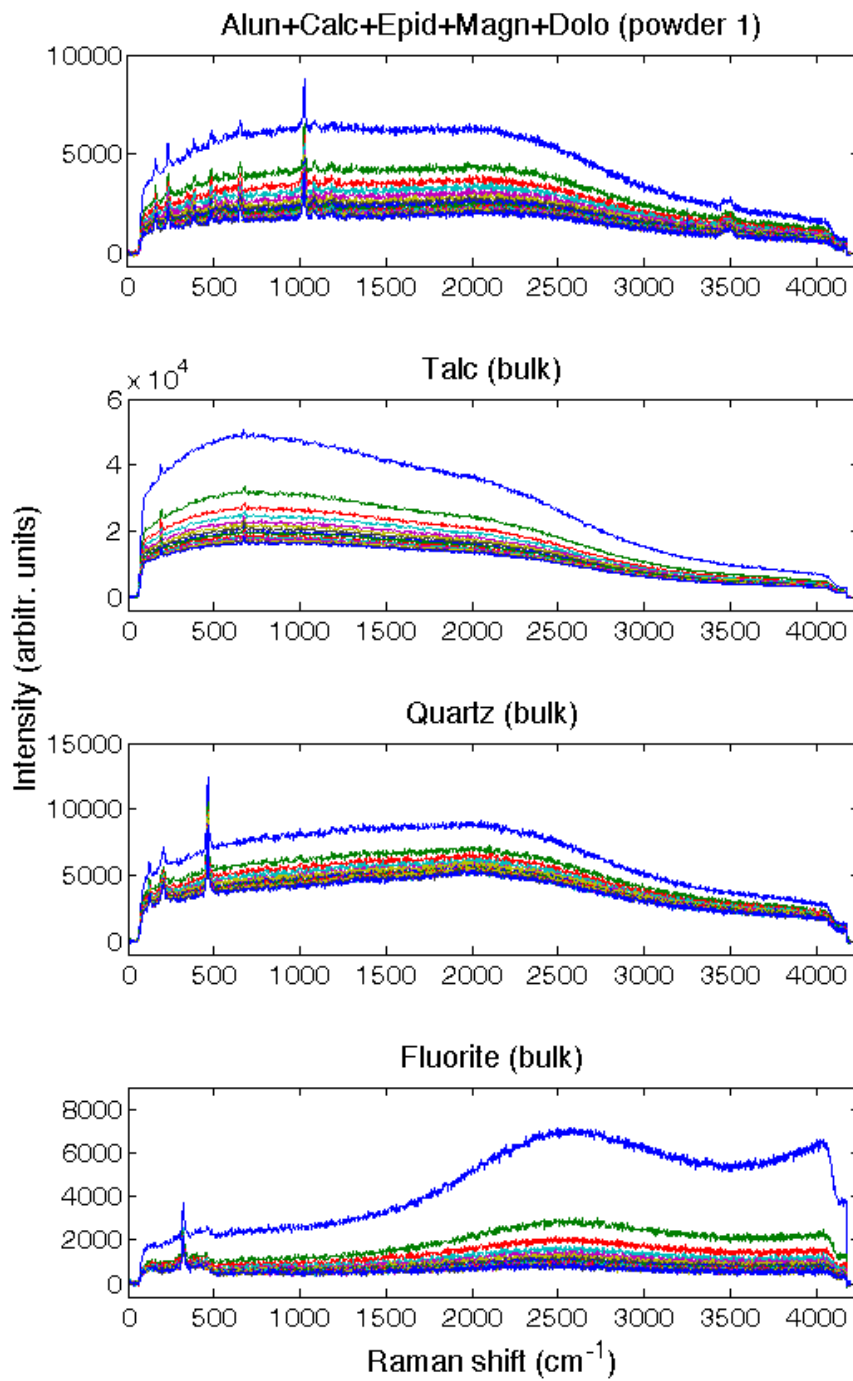 Alun+Calc+Epid+Magn+Dolo (powder 1)
10000
5000
0
0 500 1000 1500 2000 2500 3000 3500 4000
Talc (bulk)
× 10⁴
6
4
2
0
0 500 1000 1500 2000 2500 3000 3500 4000
Intensity (arbitr. units)
Quartz (bulk)
15000
10000
5000
0
0 500 1000 1500 2000 2500 3000 3500 4000
Fluorite (bulk)
8000
6000
4000
2000
0
0 500 1000 1500 2000 2500 3000 3500 4000
Raman shift (cm⁻¹)